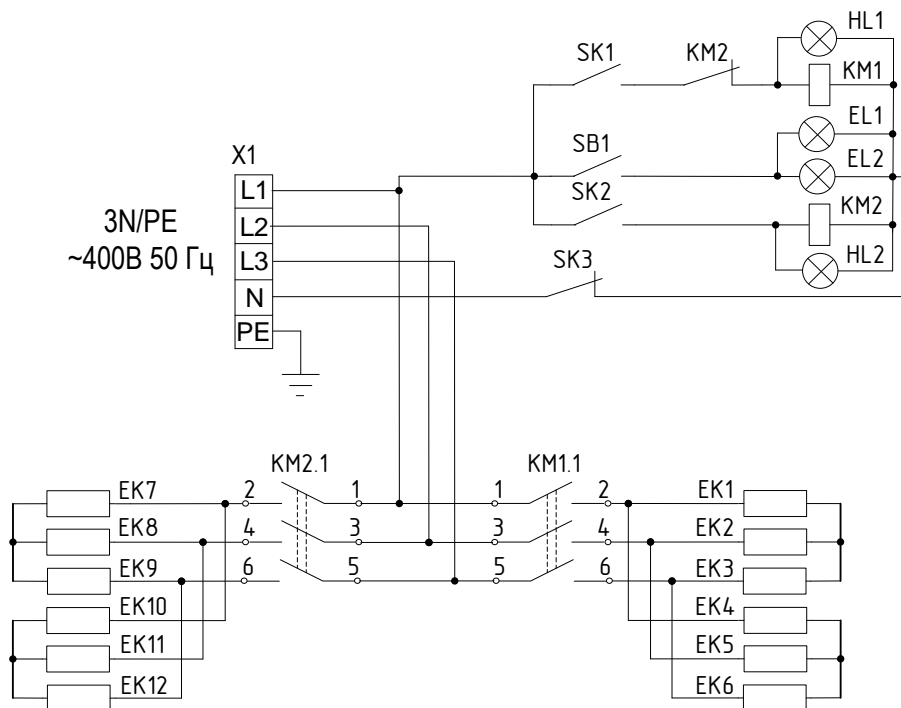 HL1
SK1
KM2
KM1
EL1
SB1
EL2
X1
SK2
KM2
L1
3N/PE
L2
~400В 50 Гц
L3
SK3
HL2
N
PE
KM2.1
KM1.1
EK7
2
1
1
2
EK1
EK8
4
3
3
4
EK2
EK9
6
5
5
6
EK3
EK10
EK4
EK11
EK5
EK12
EK6